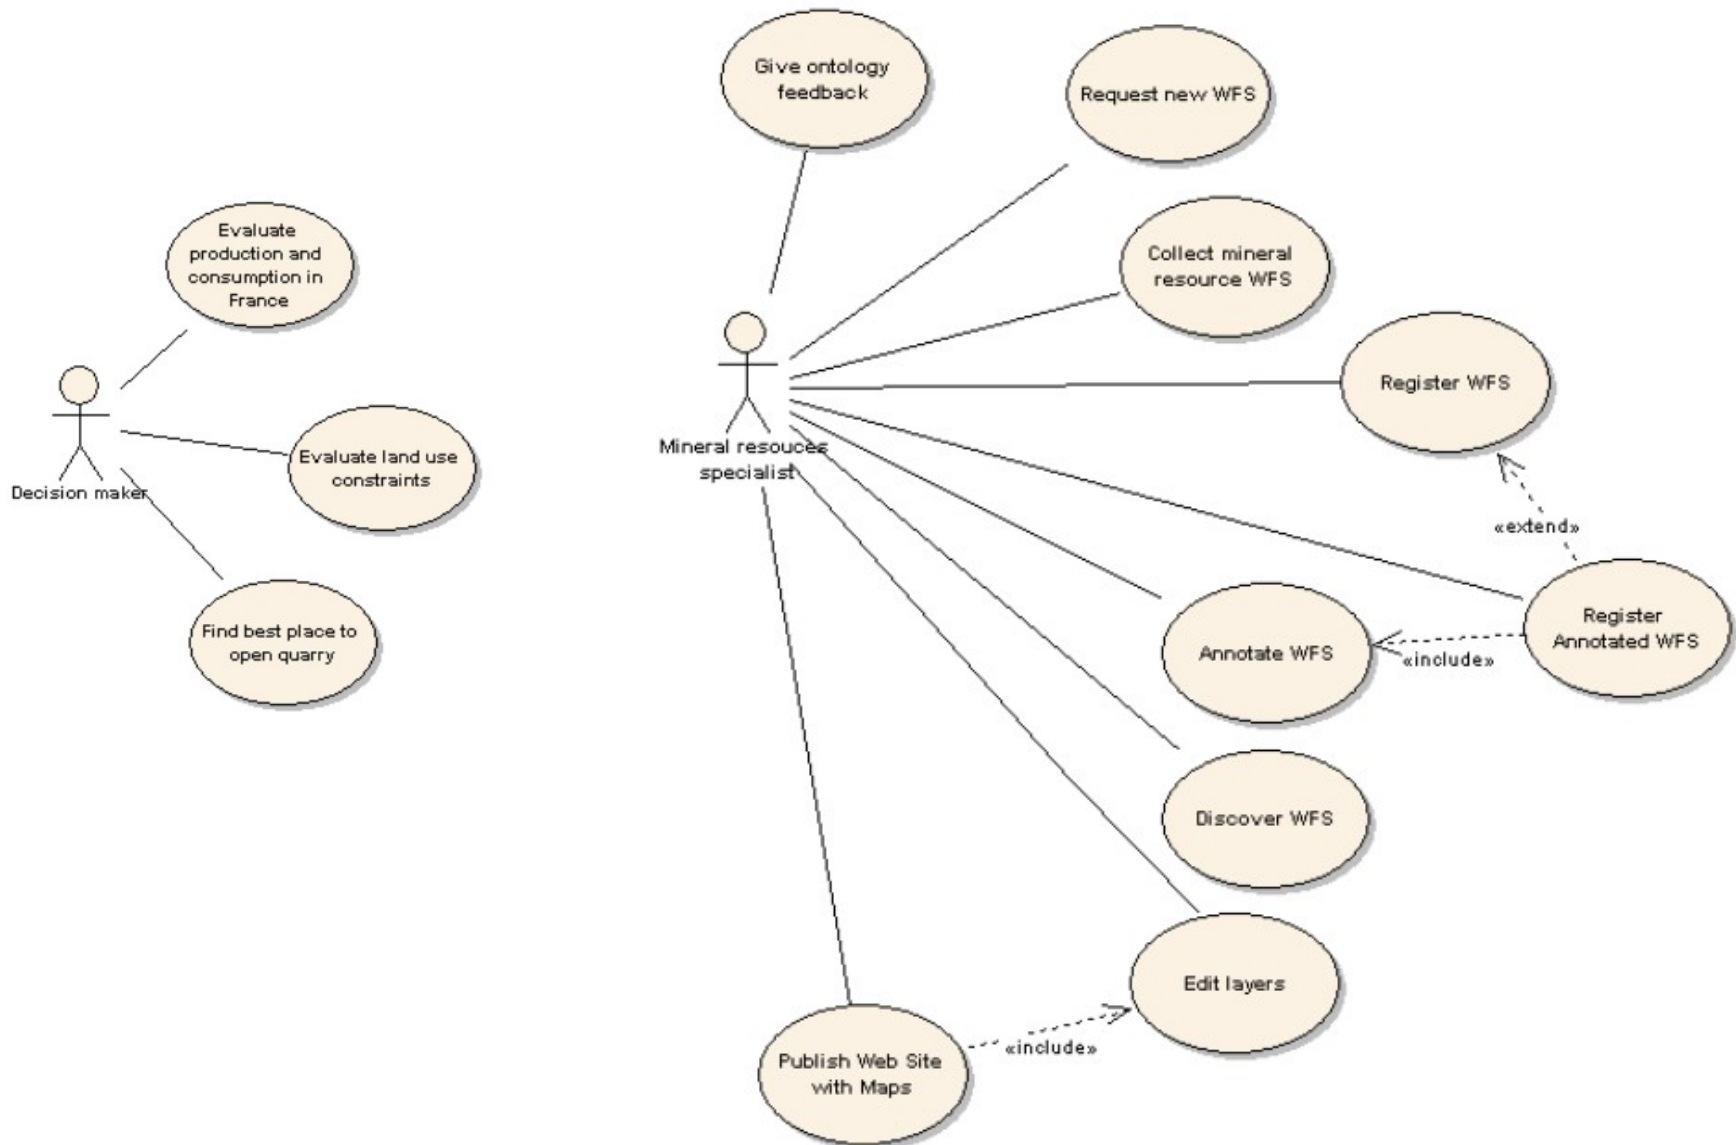 Give ontology
feedback
Request new WFS
Evaluate
production and
consumption in
France
Collect mineral
resource WFS
Register WFS
Mineral resouces
specialist
Evaluate land use
constraints
Decision maker
«extend»
Find best place to
open quarry
Register
Annotated WFS
Annotate WFS
«include»
Discover WFS
Edit layers
«include»
Publish Web Site
with Maps